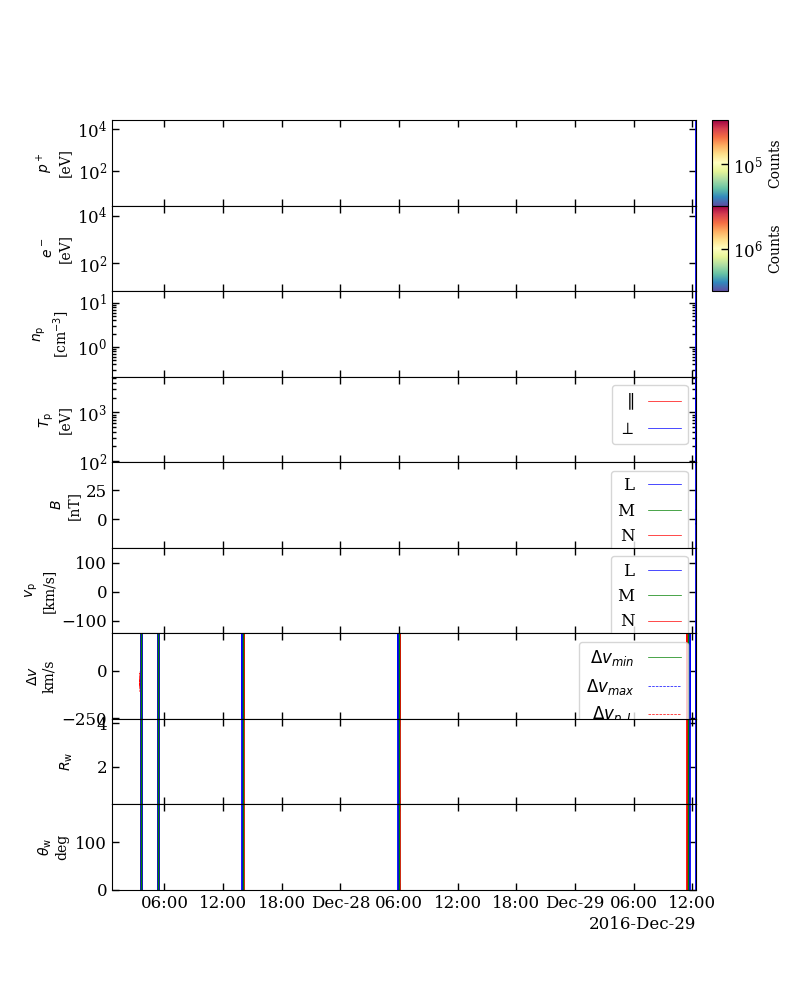 10⁴
10²
p⁺
[eV]
10⁵
Counts
10⁴
10²
e⁻
[eV]
10⁶
Counts
10¹
10⁰
nₚ
[cm⁻³]
10³
10²
Tₚ
[eV]
∥
⊥
25
0
B
[nT]
L
M
N
100
0
−100
vₚ
[km/s]
L
M
N
0
−250
Δv
km/s
Δv_min
Δv_max
4
2
R_w
100
0
θ_w
deg
06:00 12:00 18:00 Dec-28 06:00 12:00 18:00 Dec-29 06:00 12:00
2016-Dec-29